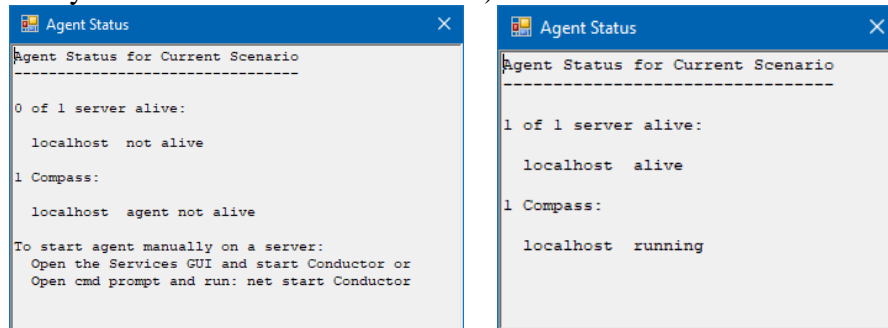 Agent Status
Agent Status for Current Scenario
---------------------------------
0 of 1 server alive:
localhost  not alive
1 Compass:
localhost  agent not alive
To start agent manually on a server:
Open the Services GUI and start Conductor or
Open cmd prompt and run: net start Conductor
Agent Status
Agent Status for Current Scenario
---------------------------------
1 of 1 server alive:
localhost  alive
1 Compass:
localhost  running